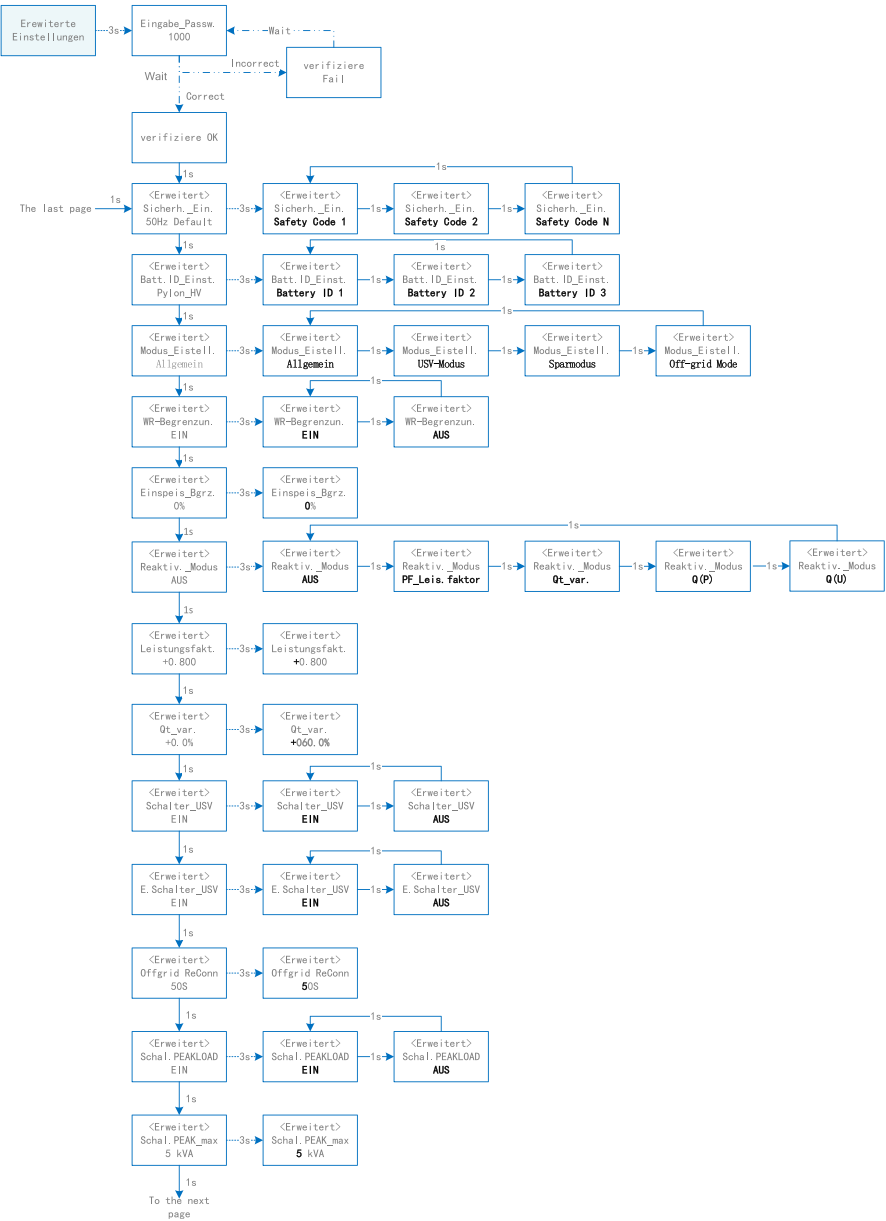 Erewiterte
Einstellungen
3s
Eingabe_Passw.
1000
Wait
Incorrect
verifiziere
Fail
Wait
Correct
verifiziere OK
1s
The last page
1s
<Erweitert>
Sicherh._Ein.
50Hz Default
3s
<Erweitert>
Sicherh._Ein.
Safety Code 1
1s
<Erweitert>
Sicherh._Ein.
Safety Code 2
1s
<Erweitert>
Sicherh._Ein.
Safety Code N
1s
1s
<Erweitert>
Batt.ID_Einst.
Pylon_HV
3s
<Erweitert>
Batt.ID_Einst.
Battery ID 1
1s
<Erweitert>
Batt.ID_Einst.
Battery ID 2
1s
<Erweitert>
Batt.ID_Einst.
Battery ID 3
1s
1s
<Erweitert>
Modus_Eistell.
Allgemein
3s
<Erweitert>
Modus_Eistell.
Allgemein
1s
<Erweitert>
Modus_Eistell.
USV-Modus
1s
<Erweitert>
Modus_Eistell.
Sparmodus
1s
<Erweitert>
Modus_Eistell.
Off-grid Mode
1s
1s
<Erweitert>
WR-Begrenzun.
EIN
3s
<Erweitert>
WR-Begrenzun.
EIN
1s
<Erweitert>
WR-Begrenzun.
AUS
1s
1s
<Erweitert>
Einspeis_Bgrz.
0%
3s
<Erweitert>
Einspeis_Bgrz.
0%
1s
<Erweitert>
Reaktiv._Modus
AUS
3s
<Erweitert>
Reaktiv._Modus
AUS
1s
<Erweitert>
Reaktiv._Modus
PF_Leis.faktor
1s
<Erweitert>
Reaktiv._Modus
Qt_var.
1s
<Erweitert>
Reaktiv._Modus
Q(P)
1s
<Erweitert>
Reaktiv._Modus
Q(U)
1s
1s
<Erweitert>
Leistungsfakt.
+0.800
3s
<Erweitert>
Leistungsfakt.
+0.800
1s
<Erweitert>
Qt_var.
+0.0%
3s
<Erweitert>
Qt_var.
+060.0%
1s
<Erweitert>
Schalter_USV
EIN
3s
<Erweitert>
Schalter_USV
EIN
1s
<Erweitert>
Schalter_USV
AUS
1s
1s
<Erweitert>
E.Schalter_USV
EIN
3s
<Erweitert>
E.Schalter_USV
EIN
1s
<Erweitert>
E.Schalter_USV
AUS
1s
1s
<Erweitert>
Offgrid ReConn
50S
3s
<Erweitert>
Offgrid ReConn
50S
1s
<Erweitert>
Schal.PEAKLOAD
EIN
3s
<Erweitert>
Schal.PEAKLOAD
EIN
1s
<Erweitert>
Schal.PEAKLOAD
AUS
1s
1s
<Erweitert>
Schal.PEAK_max
5 kVA
3s
<Erweitert>
Schal.PEAK_max
5 kVA
1s
To the next
page